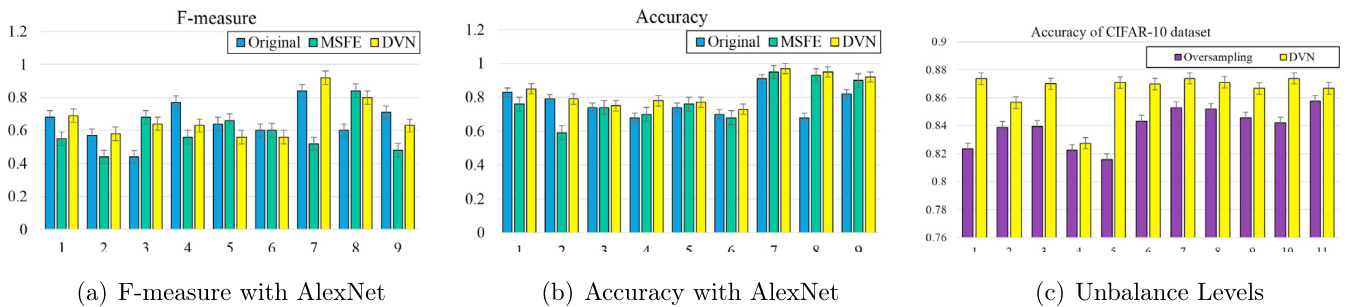 F-measure
Original MSFE DVN
1.2
1
0.8
0.6
0.4
0.2
0
1 2 3 4 5 6 7 8 9
(a) F-measure with AlexNet
Accuracy
Original MSFE DVN
1.2
1
0.8
0.6
0.4
0.2
0
1 2 3 4 5 6 7 8 9
(b) Accuracy with AlexNet
Accuracy of CIFAR-10 dataset
Oversampling DVN
0.9
0.88
0.86
0.84
0.82
0.8
0.78
0.76
1 2 3 4 5 6 7 8 9 10 11
(c) Unbalance Levels